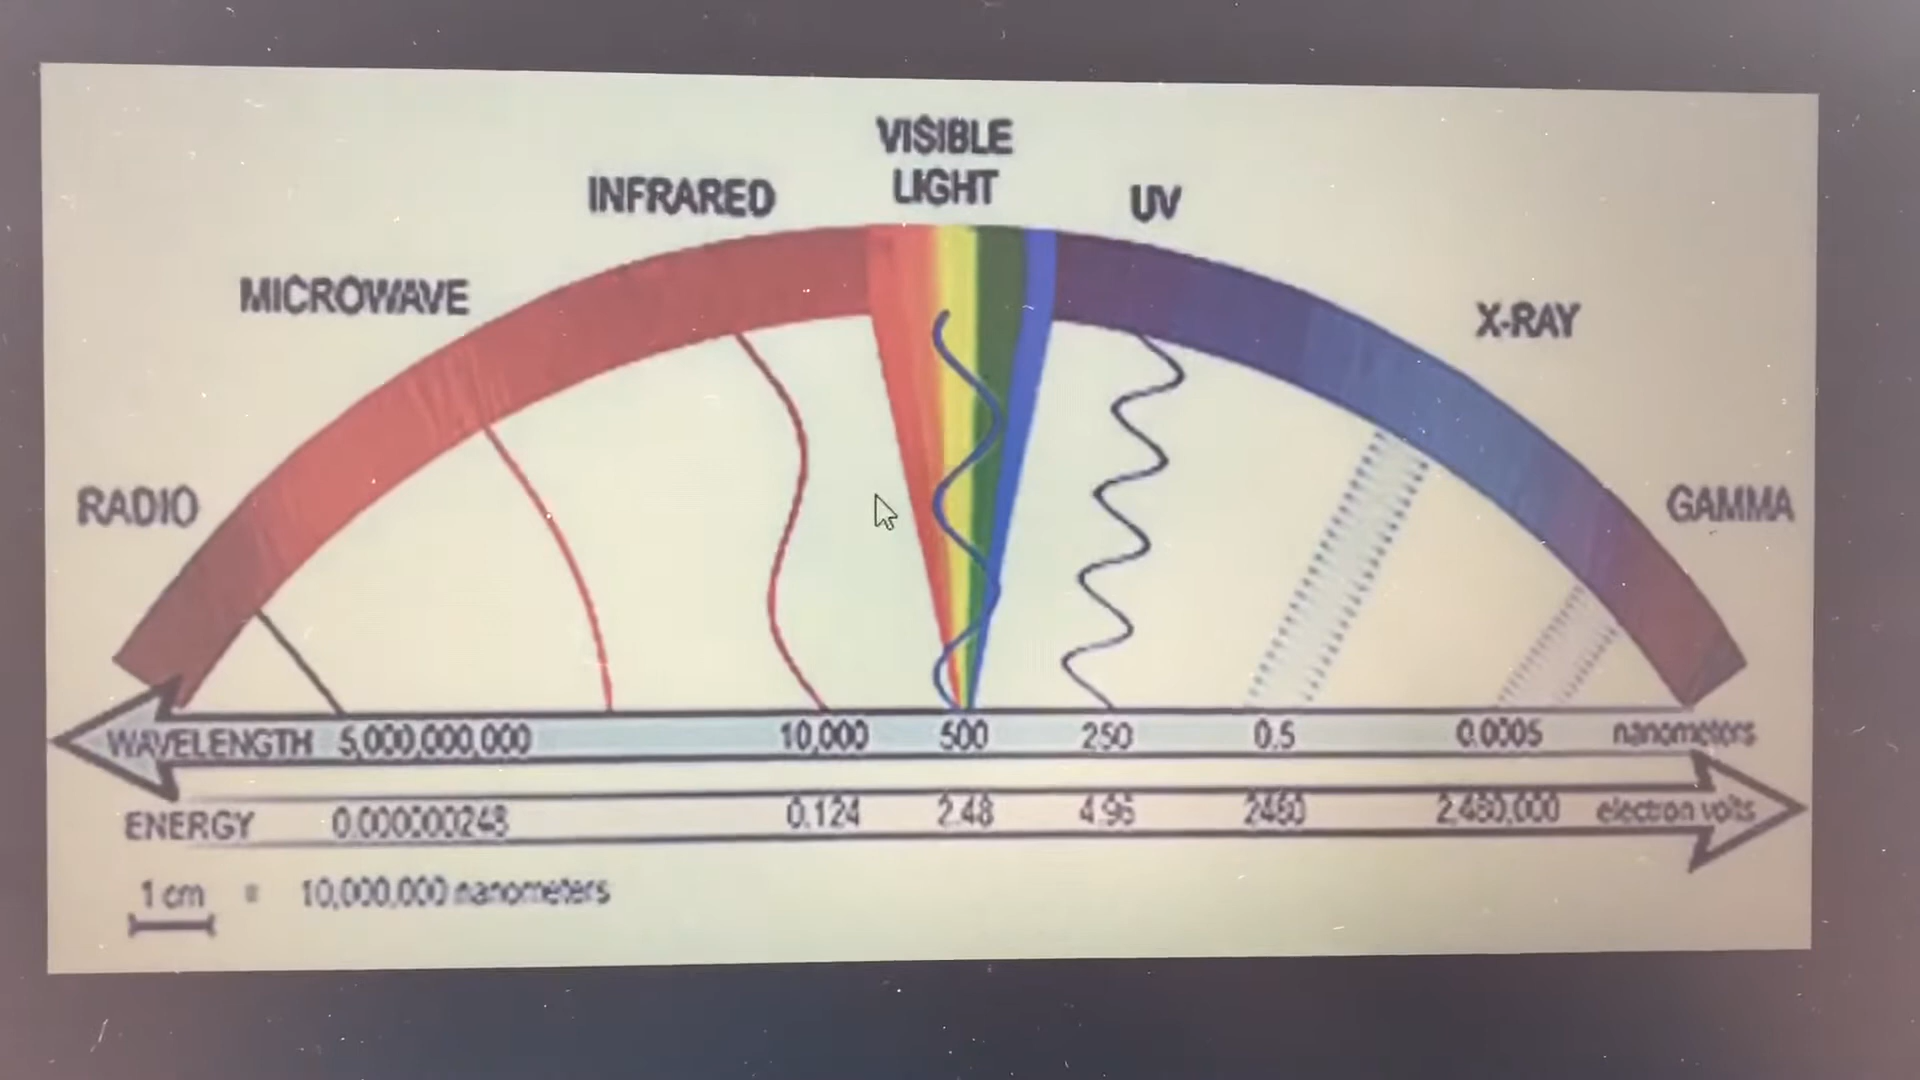 VISIBLE
LIGHT
INFRARED
UV
MICROWAVE
X-RAY
RADIO
GAMMA
WAVELENGTH 5,000,000,000 10,000 500 250 0.5 0.0005 nanometers
ENERGY 0.000000248 0.124 2.48 4.96 2480 2,480,000 electron volts
1 cm = 10,000,000 nanometers